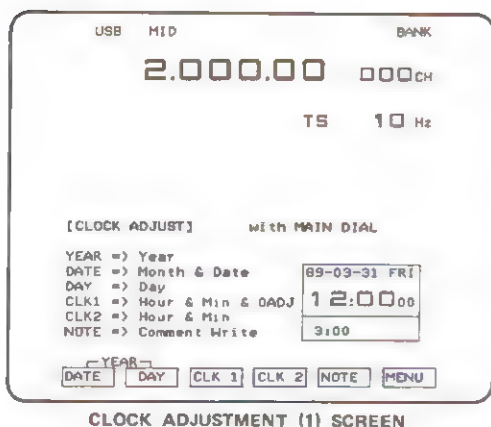 USB MID BANK
2.000.00 000CH
TS 10 Hz
[CLOCK ADJUST] with MAIN DIAL
YEAR => Year
DATE => Month & Date
DAY => Day
CLK1 => Hour & Min & 0ADJ
CLK2 => Hour & Min
NOTE => Comment Write
89-03-31 FRI
12:00 00
3:00
YEAR
DATE DAY CLK 1 CLK 2 NOTE MENU
CLOCK ADJUSTMENT (1) SCREEN